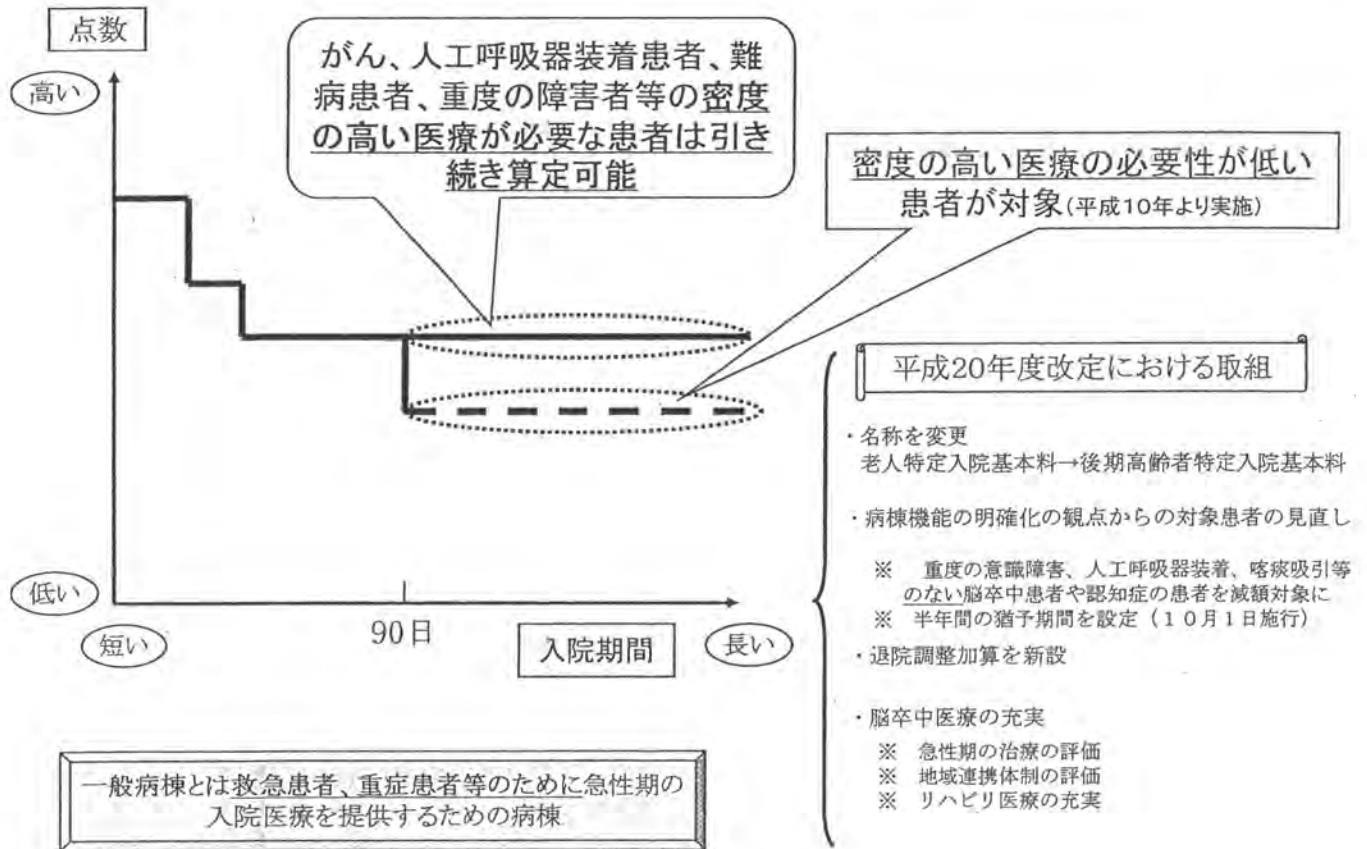 点数
高い
がん、人工呼吸器装着患者、難
病患者、重度の障害者等の密度
の高い医療が必要な患者は引き
続き算定可能
密度の高い医療の必要性が低い
患者が対象(平成10年より実施)
低い
短い
90日
入院期間
長い
一般病棟とは救急患者、重症患者等のために急性期の
入院医療を提供するための病棟
平成20年度改定における取組
・名称を変更
老人特定入院基本料→後期高齢者特定入院基本料
・病棟機能の明確化の観点からの対象患者の見直し
※ 重度の意識障害、人工呼吸器装着、喀痰吸引等
のない脳卒中患者や認知症の患者を減額対象に
※ 半年間の猶予期間を設定（１０月１日施行）
・退院調整加算を新設
・脳卒中医療の充実
※ 急性期の治療の評価
※ 地域連携体制の評価
※ リハビリ医療の充実